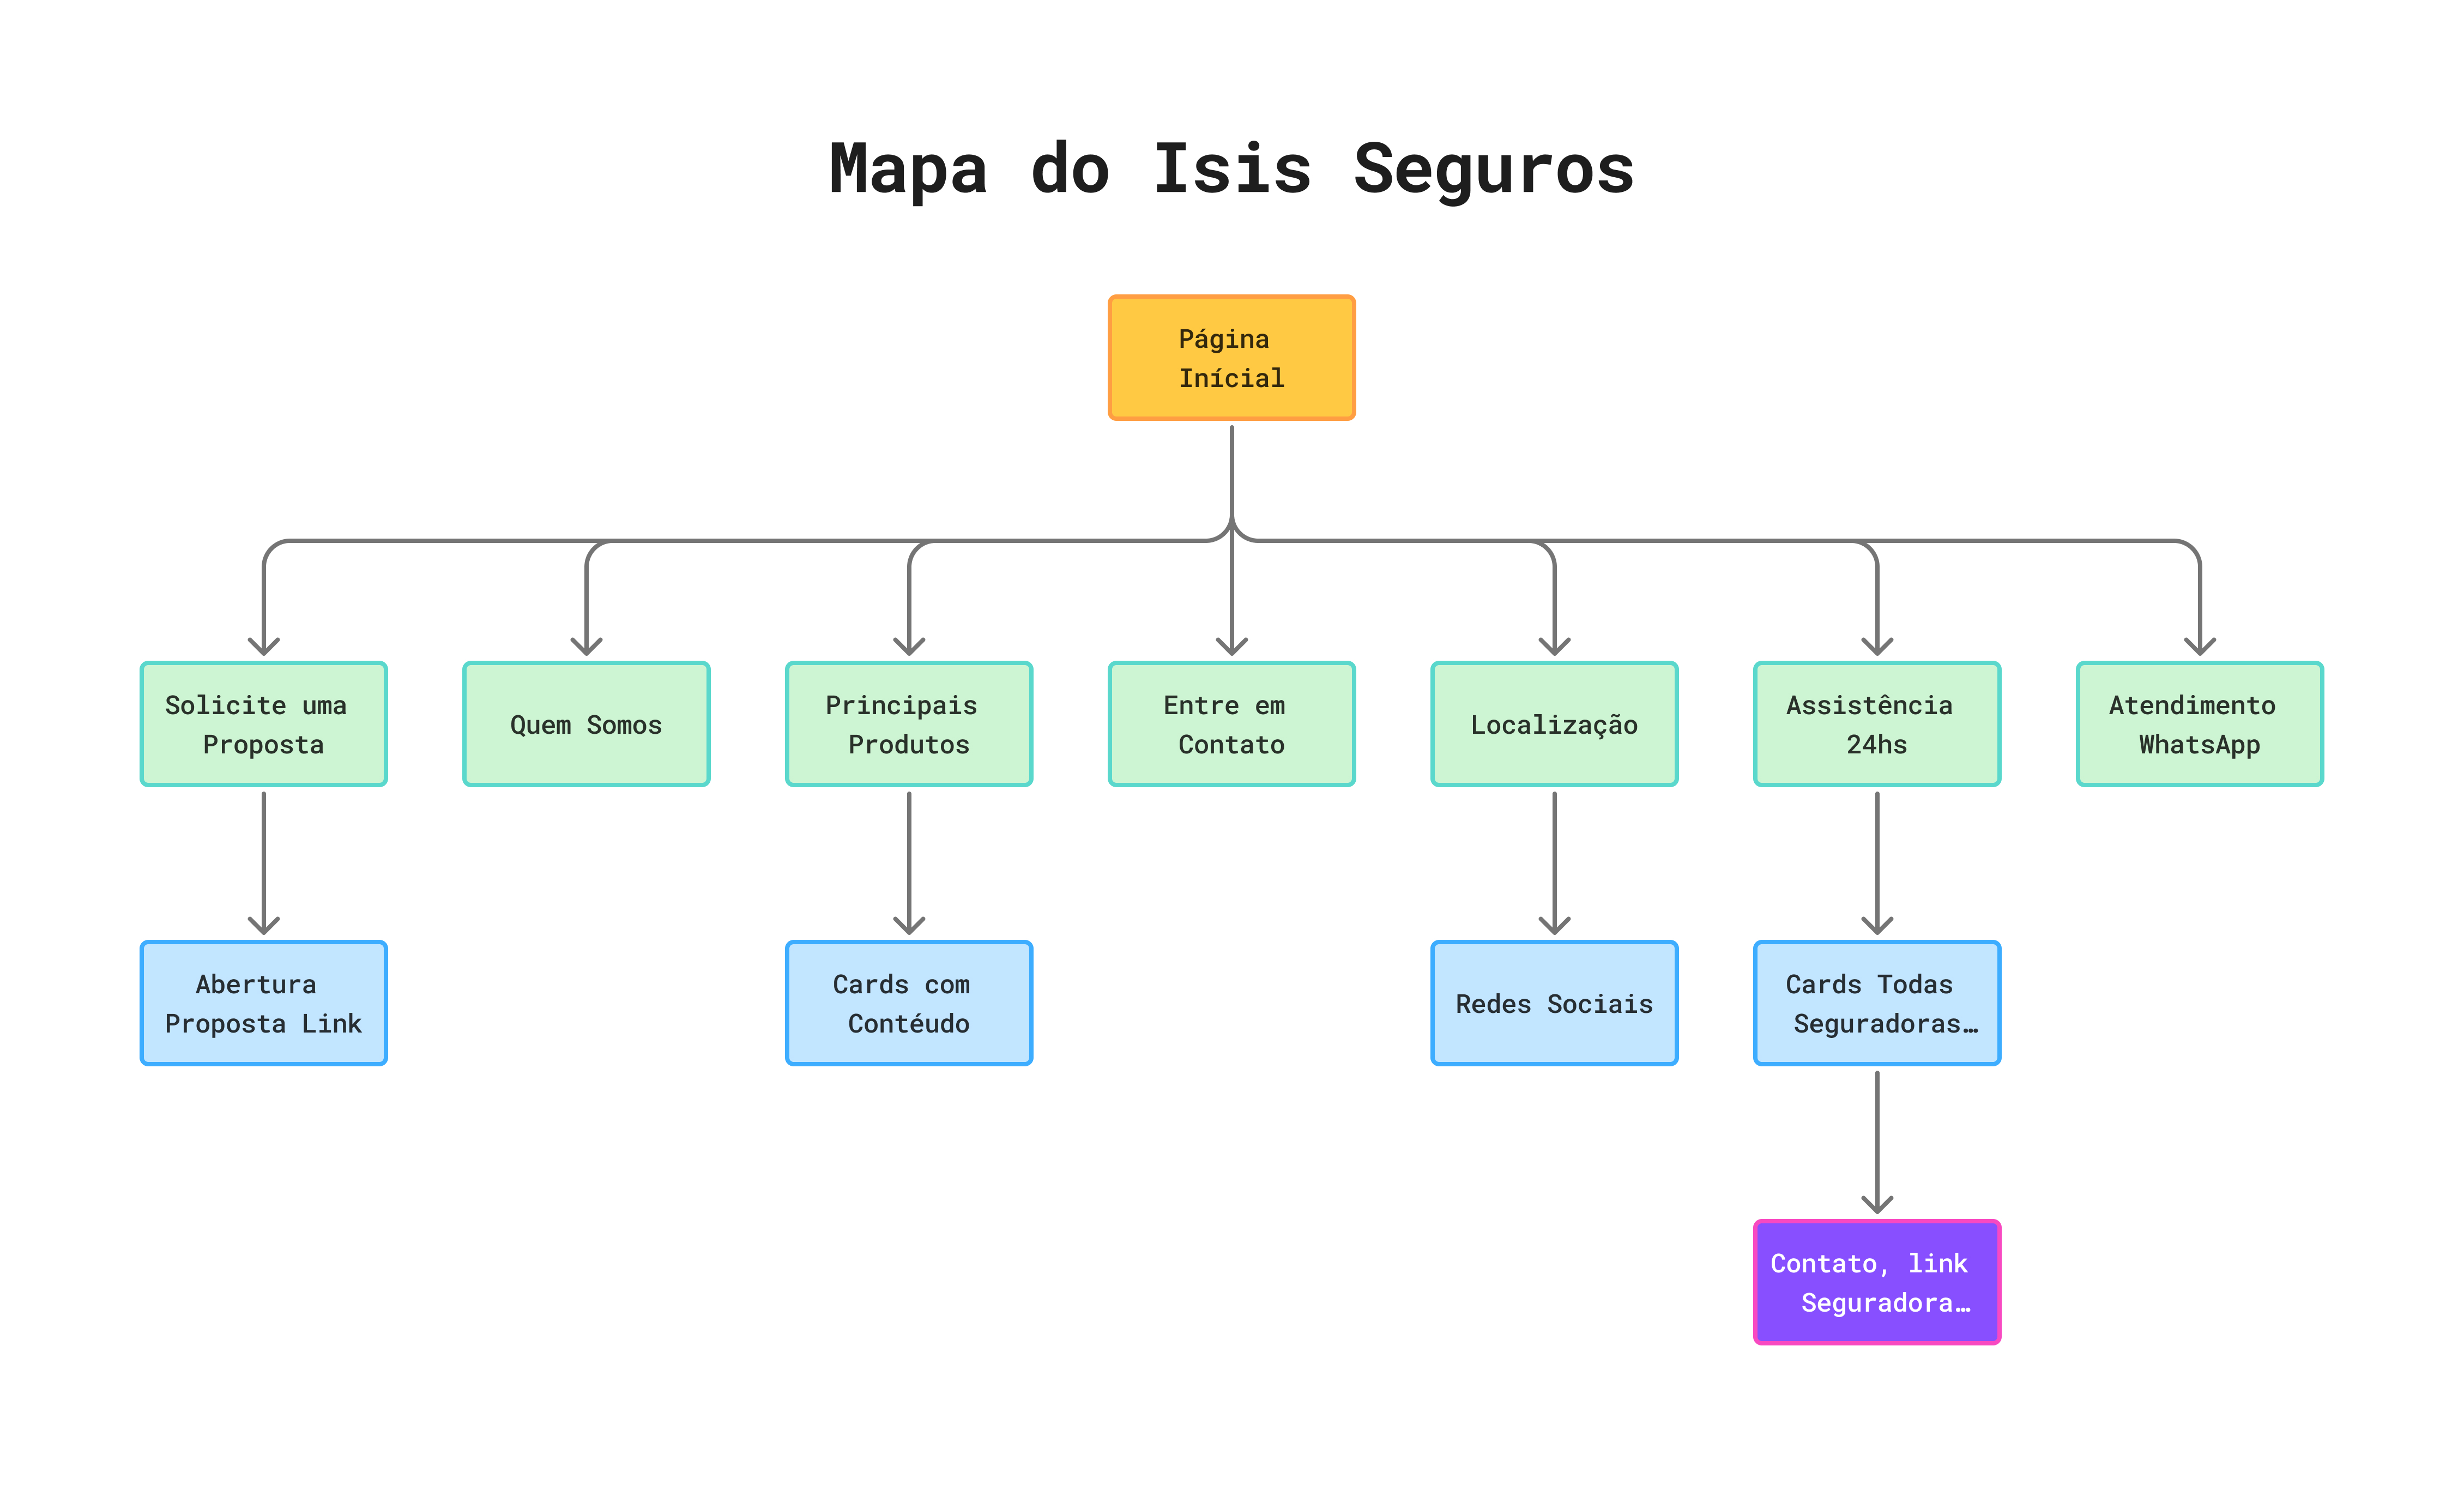 Mapa do Isis Seguros
Página
Inícial
Solicite uma
Proposta
Quem Somos
Principais
Produtos
Entre em
Contato
Localização
Assistência
24hs
Atendimento
WhatsApp
Abertura
Proposta Link
Cards com
Contéudo
Redes Sociais
Cards Todas
Seguradoras…
Contato, link
Seguradora…